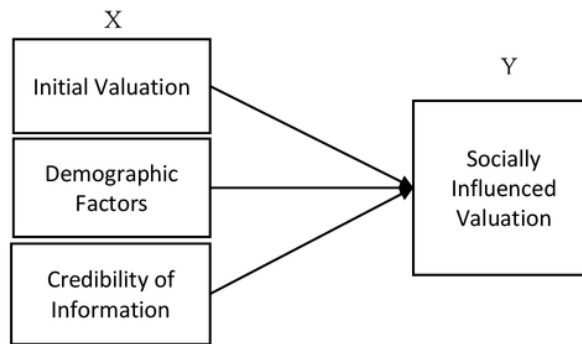 X
Initial Valuation
Demographic
Factors
Credibility of
Information
Y
Socially
Influenced
Valuation